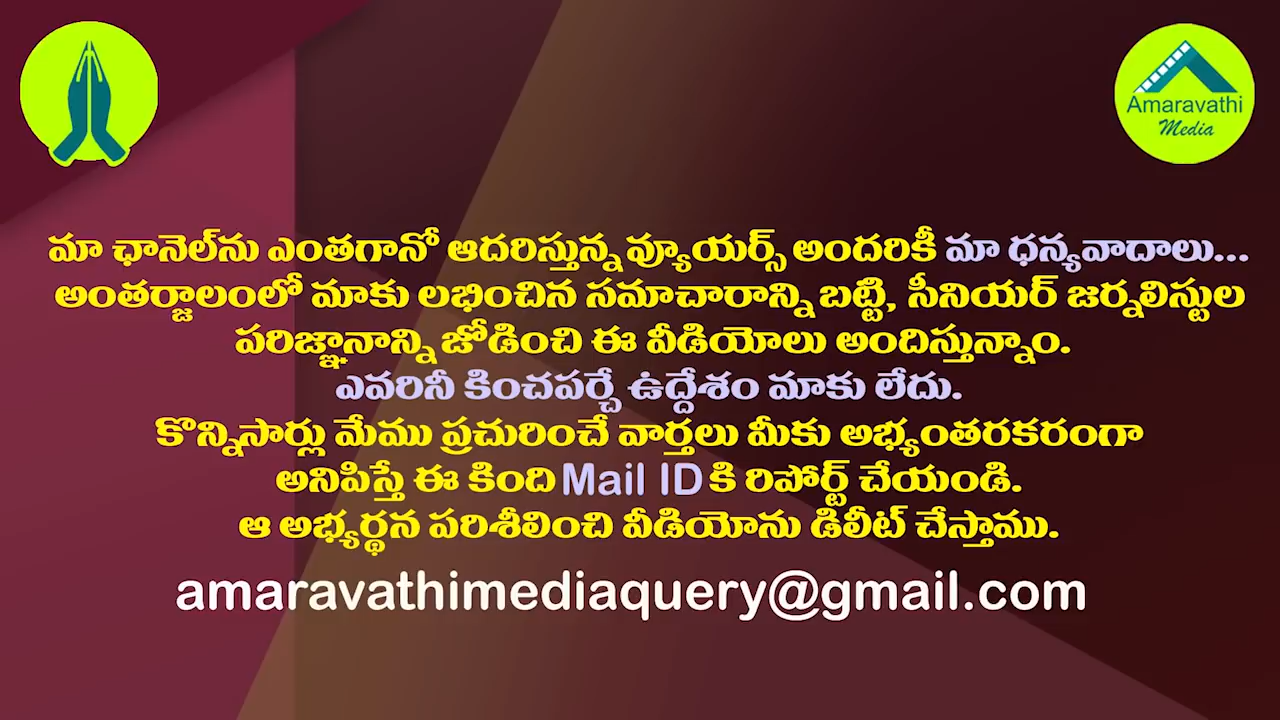 Amaravathi
Media
మా ఛానెల్‌ను ఎంతగానో ఆదరిస్తున్న వ్యూయర్స్ అందరికీ మా ధన్యవాదాలు...
అంతర్జాలంలో మాకు లభించిన సమాచారాన్ని బట్టి, సీనియర్ జర్నలిస్టుల
పరిజ్ఞానాన్ని జోడించి ఈ వీడియోలు అందిస్తున్నాం.
ఎవరినీ కించపర్చే ఉద్దేశం మాకు లేదు.
కొన్నిసార్లు మేము ప్రచురించే వార్తలు మీకు అభ్యంతరకరంగా
అనిపిస్తే ఈ కింది Mail ID కి రిపోర్ట్ చేయండి.
ఆ అభ్యర్థన పరిశీలించి వీడియోను డిలీట్ చేస్తాము.
amaravathimediaquery@gmail.com